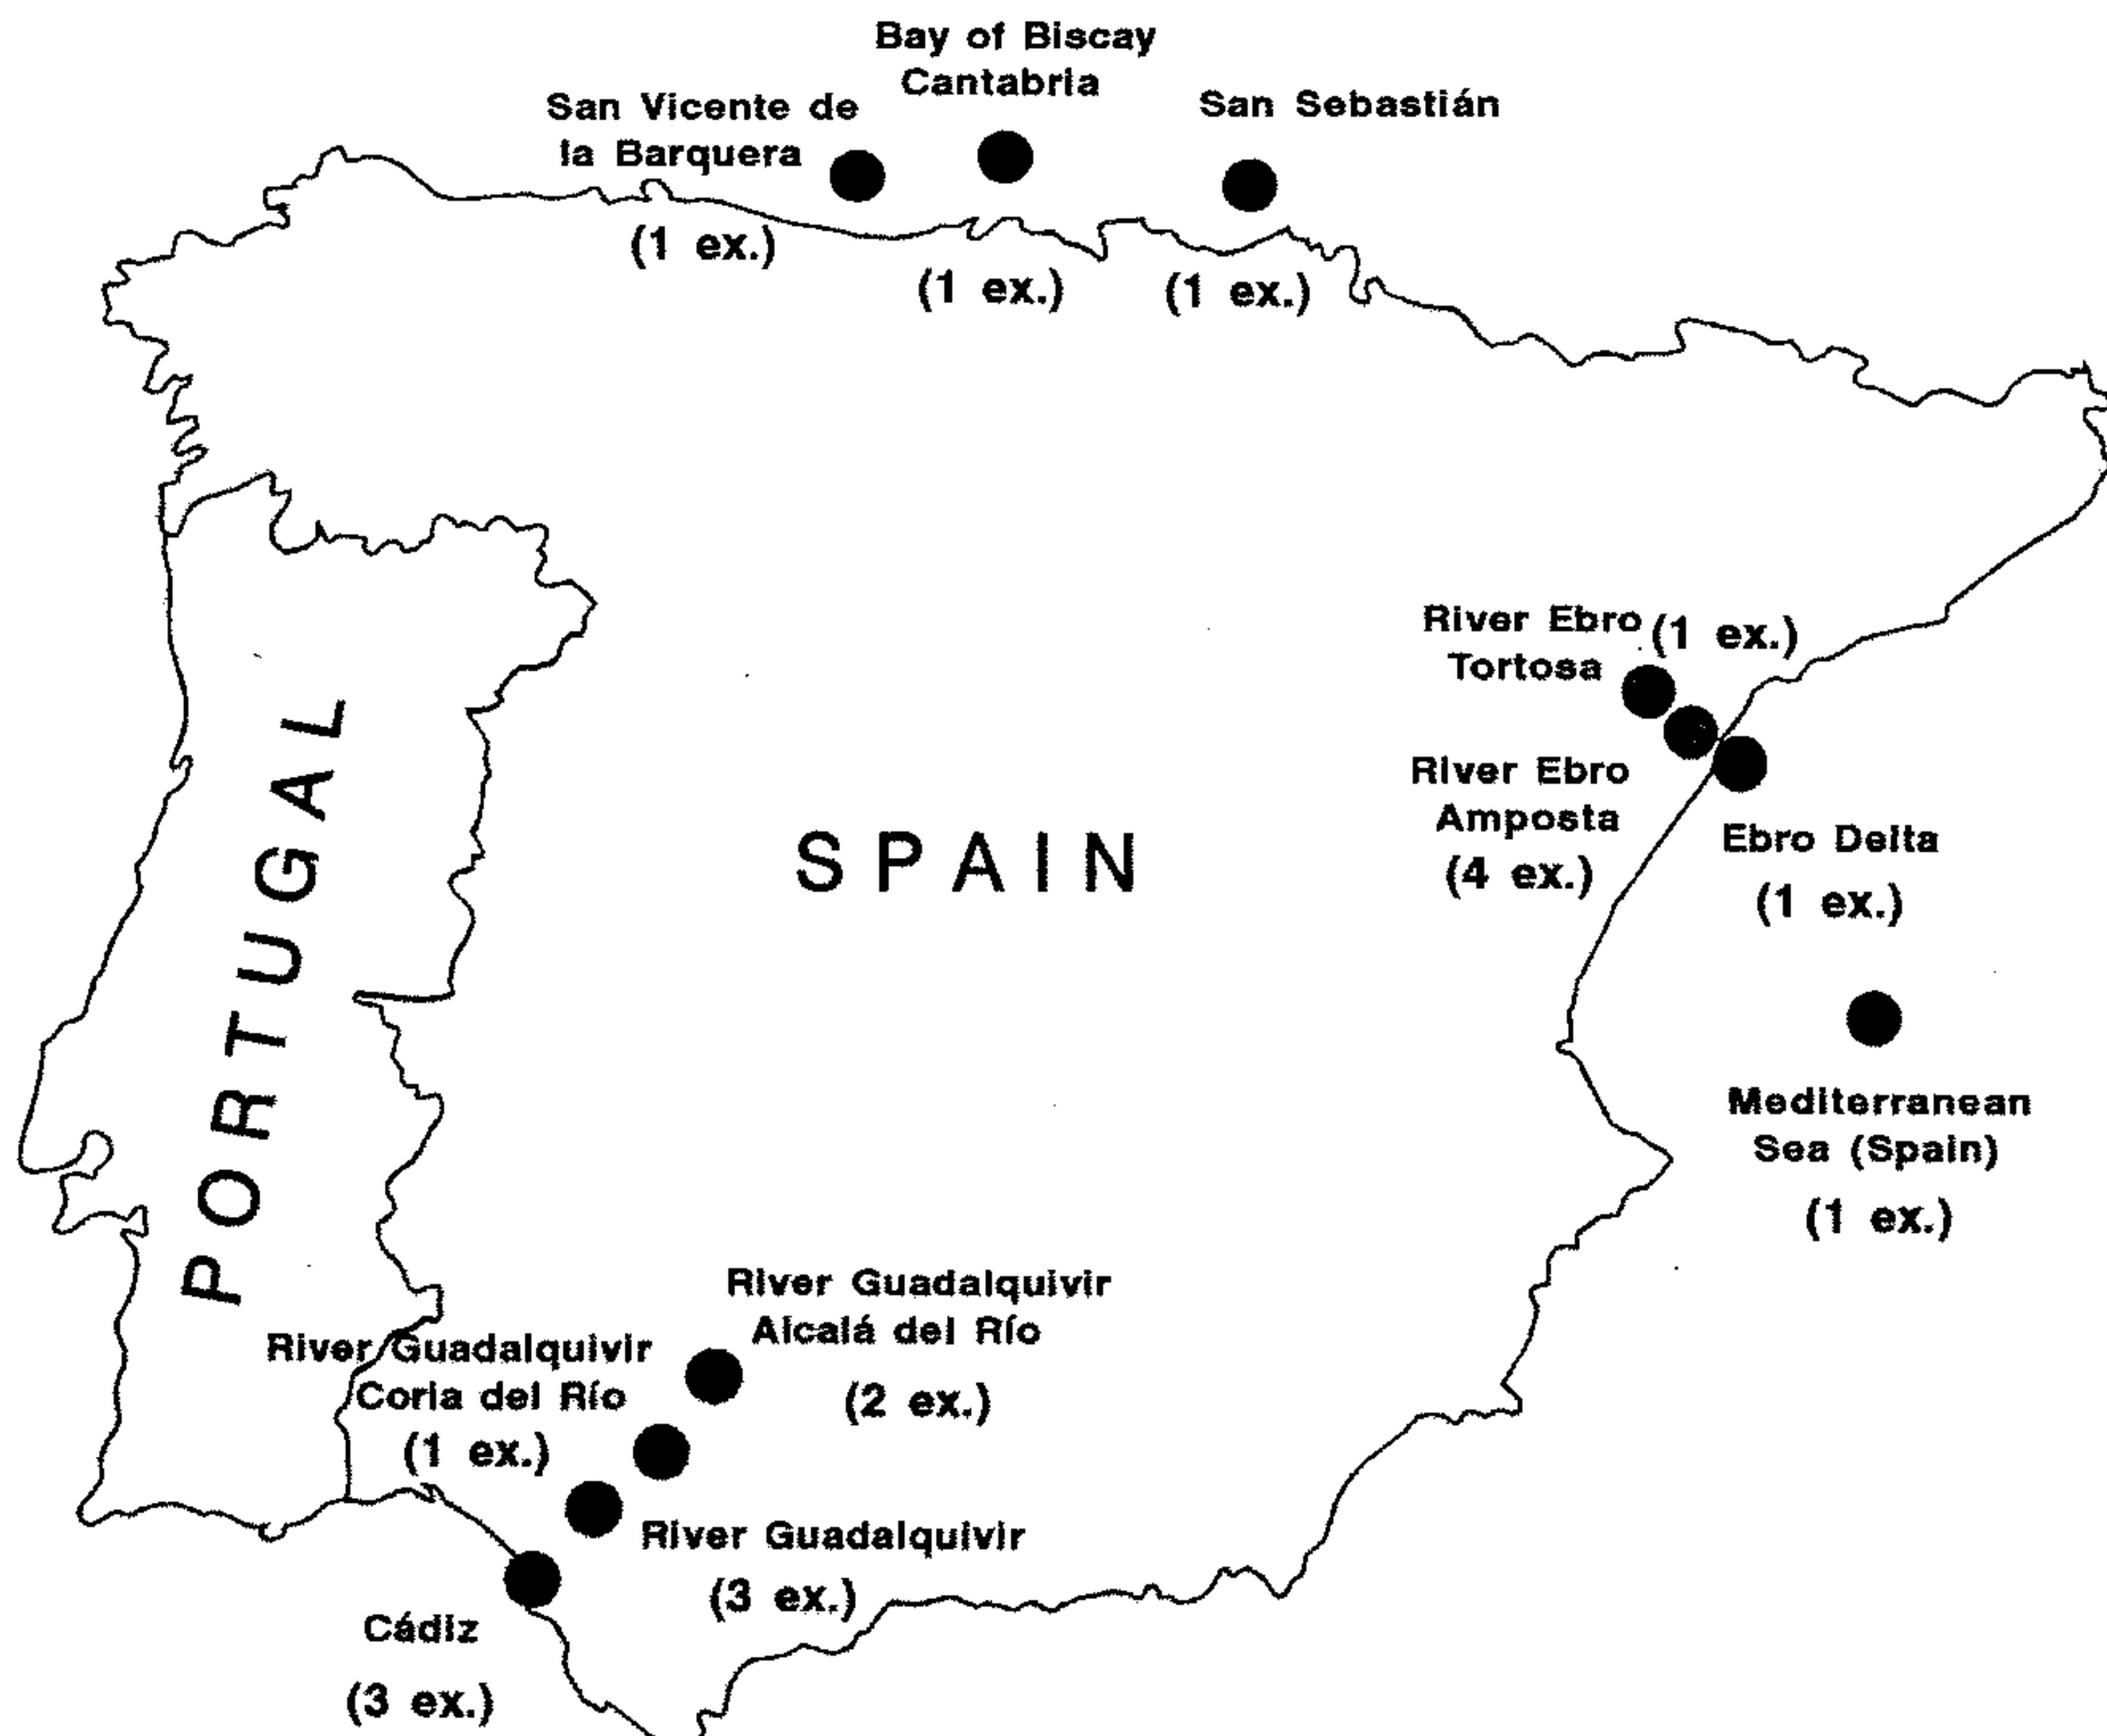 Bay of Biscay
Cantabria
San Vicente de
la Barquera
San Sebastián
(1 ex.)
(1 ex.)
(1 ex.)
River Ebro
Tortosa
(1 ex.)
River Ebro
Amposta
(4 ex.)
Ebro Delta
(1 ex.)
SPAIN
PORTUGAL
Mediterranean
Sea (Spain)
(1 ex.)
River Guadalquivir
Alcalá del Río
(2 ex.)
River Guadalquivir
Coria del Río
(1 ex.)
River Guadalquivir
(3 ex.)
Cádiz
(3 ex.)